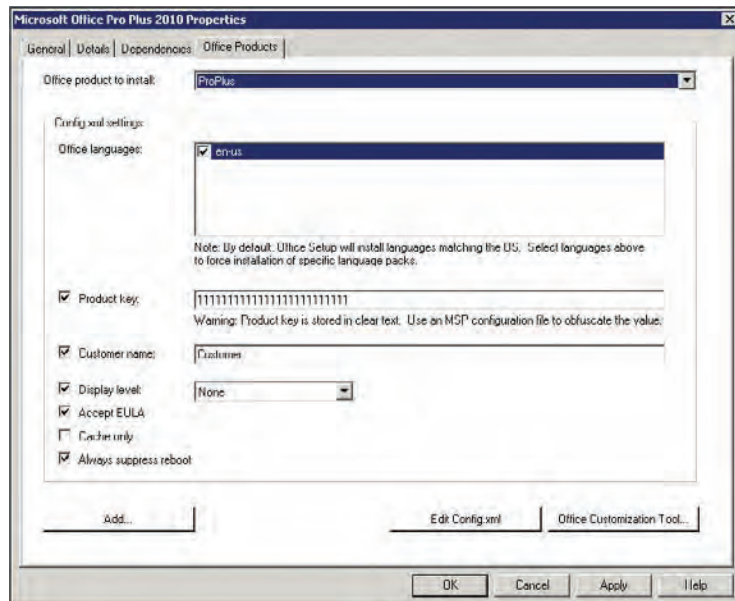 Microsoft Office Pro Plus 2010 Properties
General Details Dependencies Office Products
Office product to install: ProPlus
Config.xml settings
Office languages: en-us
Note: By default, Office Setup will install languages matching the OS. Select languages above
to force installation of specific language packs.
Product key: 1111111111111111111111111
Warning: Product key is stored in clear text. Use an MSP configuration file to obfuscate the value.
Customer name: Customer
Display level: None
Accept EULA
Cache only
Always suppress reboot
Add... Edit Config.xml Office Customization Tool...
OK Cancel Apply Help